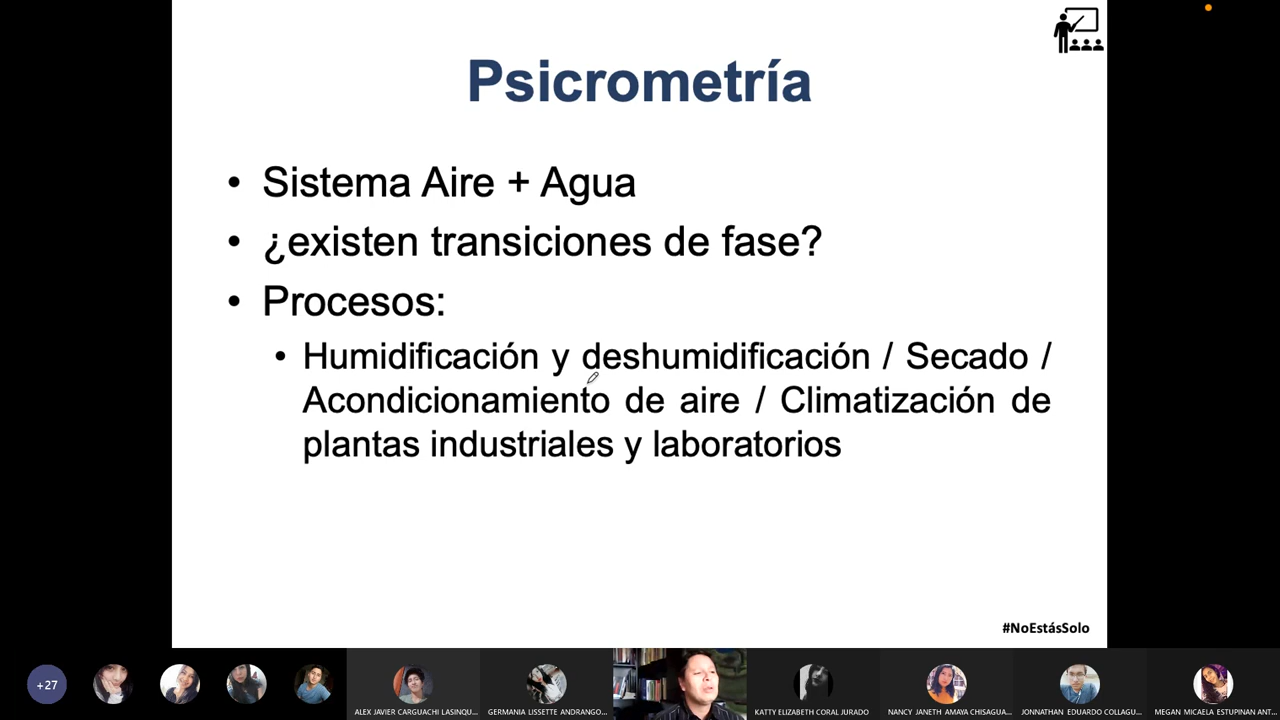 Psicrometría
• Sistema Aire + Agua
• ¿existen transiciones de fase?
• Procesos:
• Humidificación y deshumidificación / Secado /
Acondicionamiento de aire / Climatización de
plantas industriales y laboratorios
#NoEstásSolo
+27
ALEX JAVIER CARGUACHI LASINQU...
GERMANIA LISSETTE ANDRANGO...
KATTY ELIZABETH CORAL JURADO
NANCY JANETH AMAYA CHISAGUA...
JONNATHAN EDUARDO COLLAGU...
MEGAN MICAELA ESTUPINAN ANT...